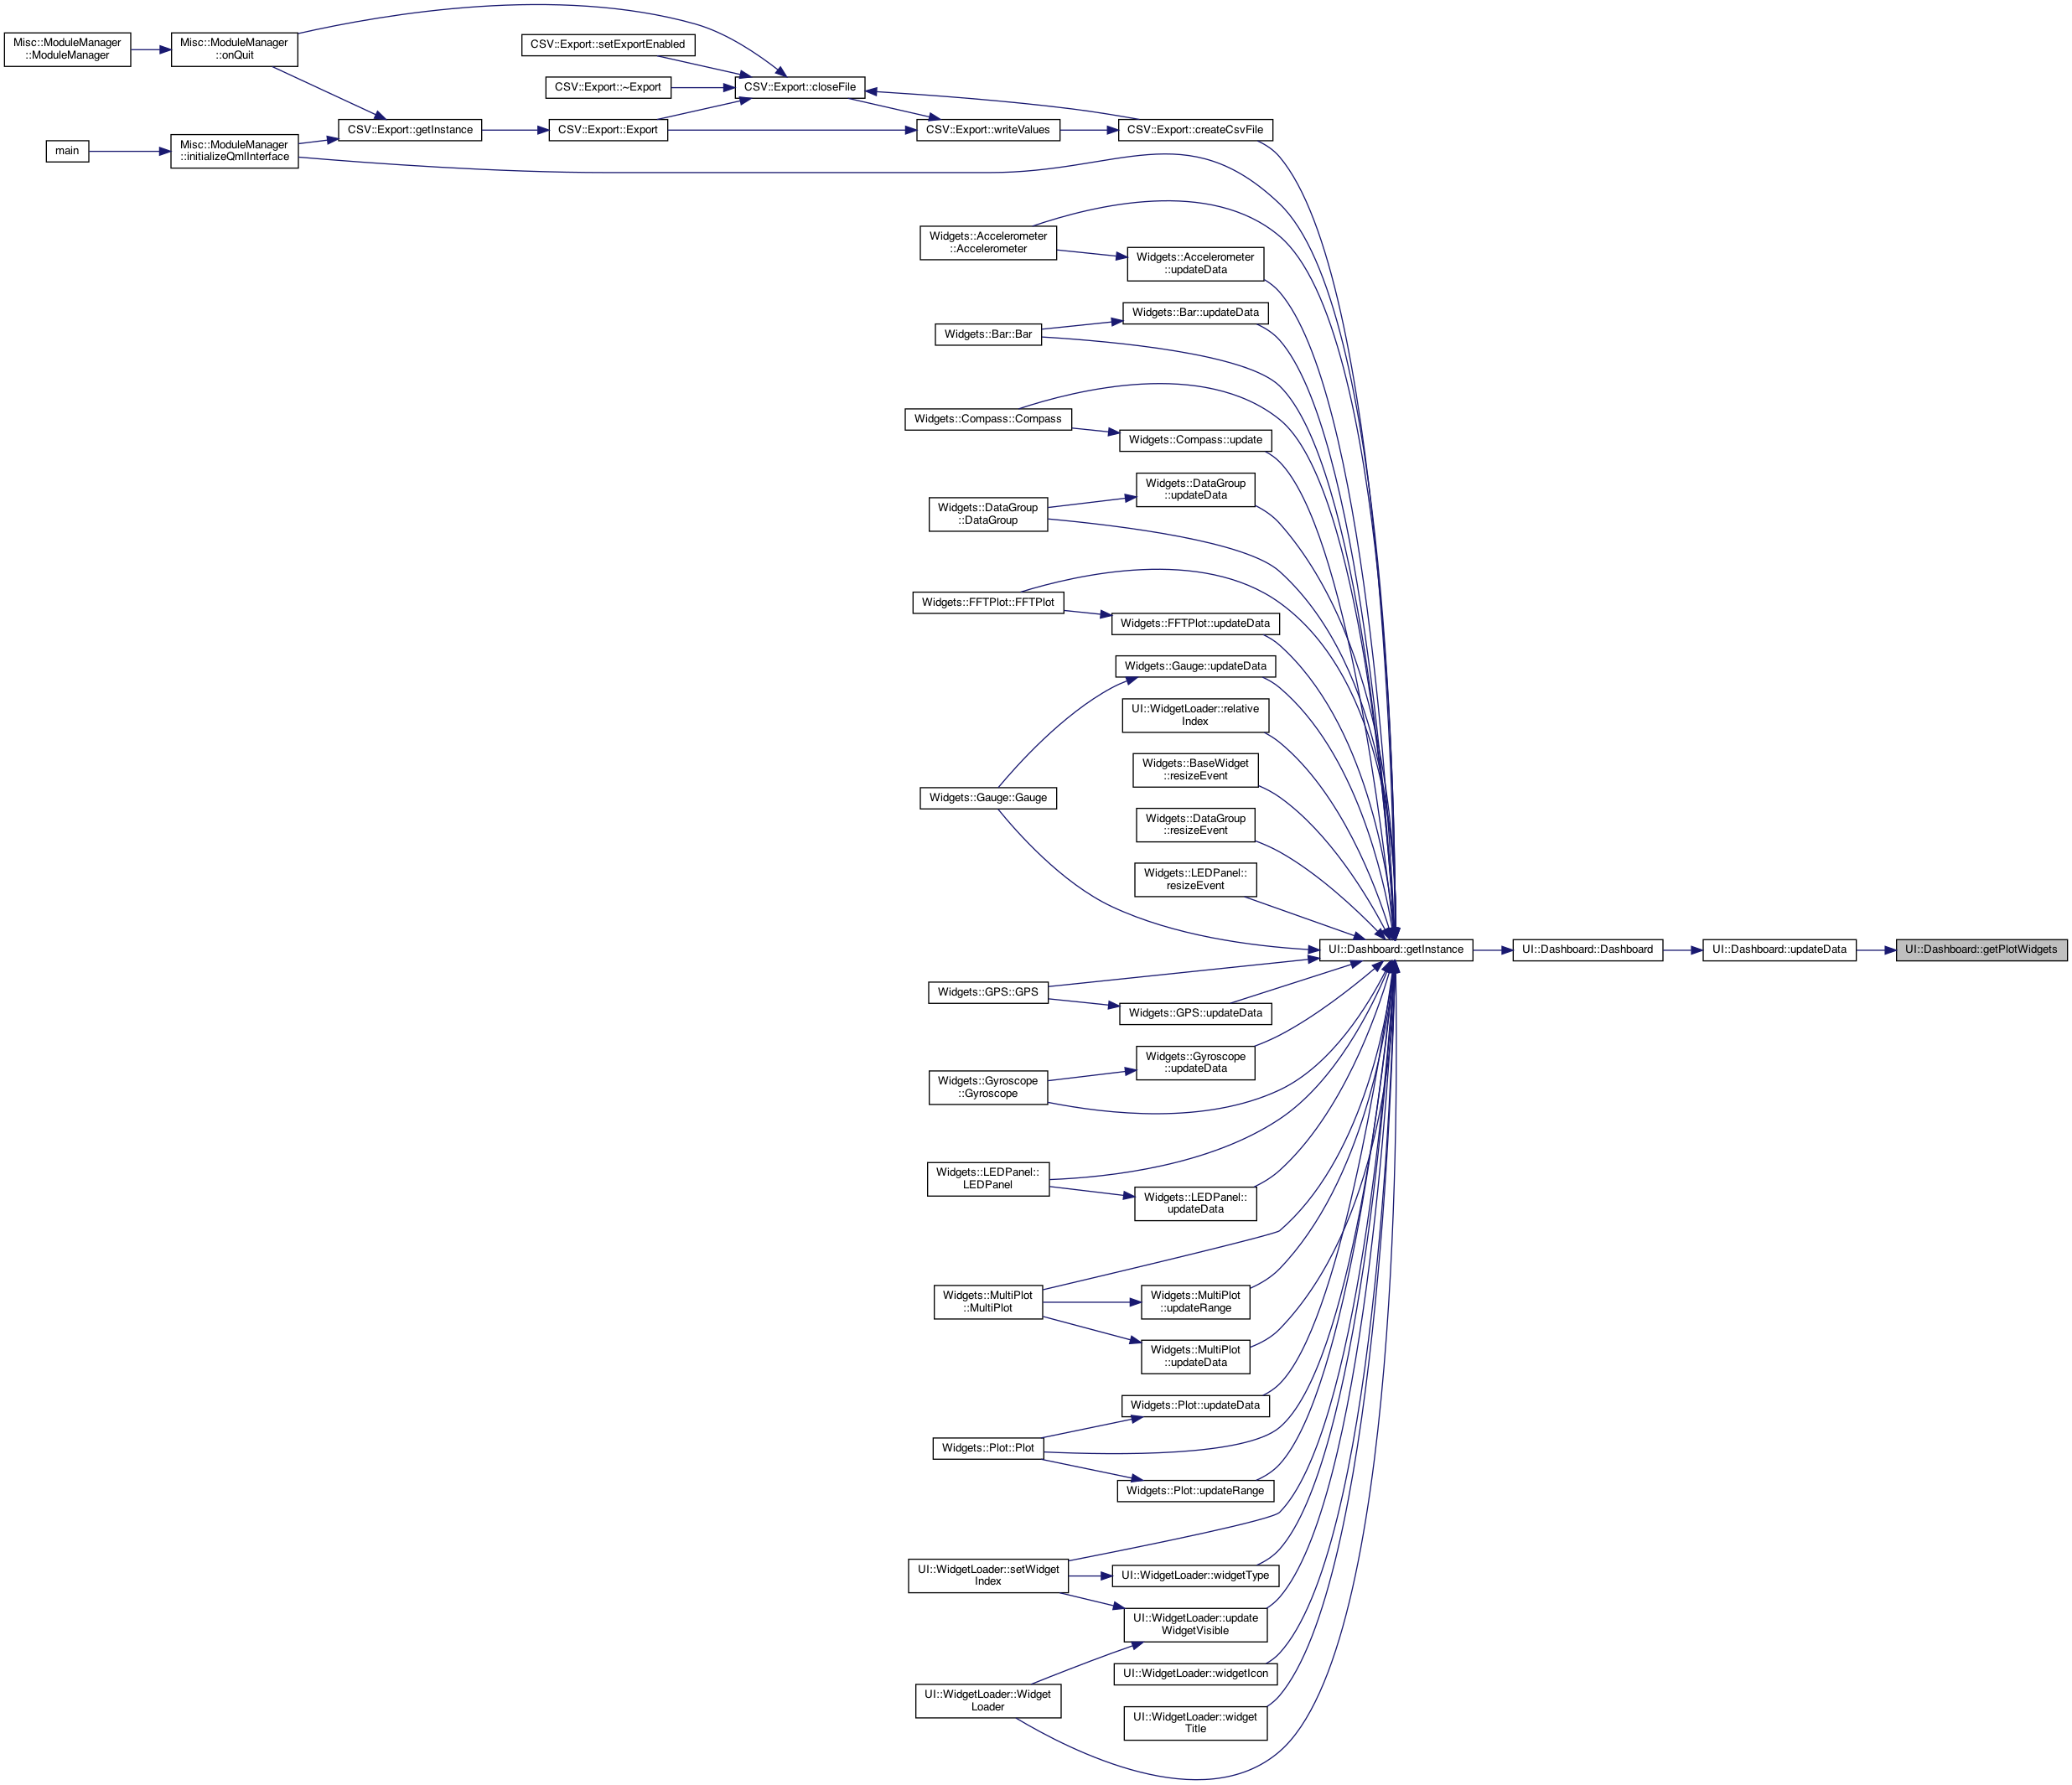 Misc::ModuleManager
::ModuleManager
Misc::ModuleManager
::onQuit
CSV::Export::setExportEnabled
CSV::Export::~Export
CSV::Export::closeFile
CSV::Export::getInstance
CSV::Export::Export
CSV::Export::writeValues
CSV::Export::createCsvFile
main
Misc::ModuleManager
::initializeQmlInterface
Widgets::Accelerometer
::Accelerometer
Widgets::Accelerometer
::updateData
Widgets::Bar::updateData
Widgets::Bar::Bar
Widgets::Compass::Compass
Widgets::Compass::update
Widgets::DataGroup
::updateData
Widgets::DataGroup
::DataGroup
Widgets::FFTPlot::FFTPlot
Widgets::FFTPlot::updateData
Widgets::Gauge::updateData
UI::WidgetLoader::relative
Index
Widgets::BaseWidget
::resizeEvent
Widgets::Gauge::Gauge
Widgets::DataGroup
::resizeEvent
Widgets::LEDPanel::
resizeEvent
UI::Dashboard::getInstance
UI::Dashboard::Dashboard
UI::Dashboard::updateData
UI::Dashboard::getPlotWidgets
Widgets::GPS::GPS
Widgets::GPS::updateData
Widgets::Gyroscope
::updateData
Widgets::Gyroscope
::Gyroscope
Widgets::LEDPanel::
LEDPanel
Widgets::LEDPanel::
updateData
Widgets::MultiPlot
::MultiPlot
Widgets::MultiPlot
::updateRange
Widgets::MultiPlot
::updateData
Widgets::Plot::updateData
Widgets::Plot::Plot
Widgets::Plot::updateRange
UI::WidgetLoader::setWidget
Index
UI::WidgetLoader::widgetType
UI::WidgetLoader::update
WidgetVisible
UI::WidgetLoader::widgetIcon
UI::WidgetLoader::Widget
Loader
UI::WidgetLoader::widget
Title